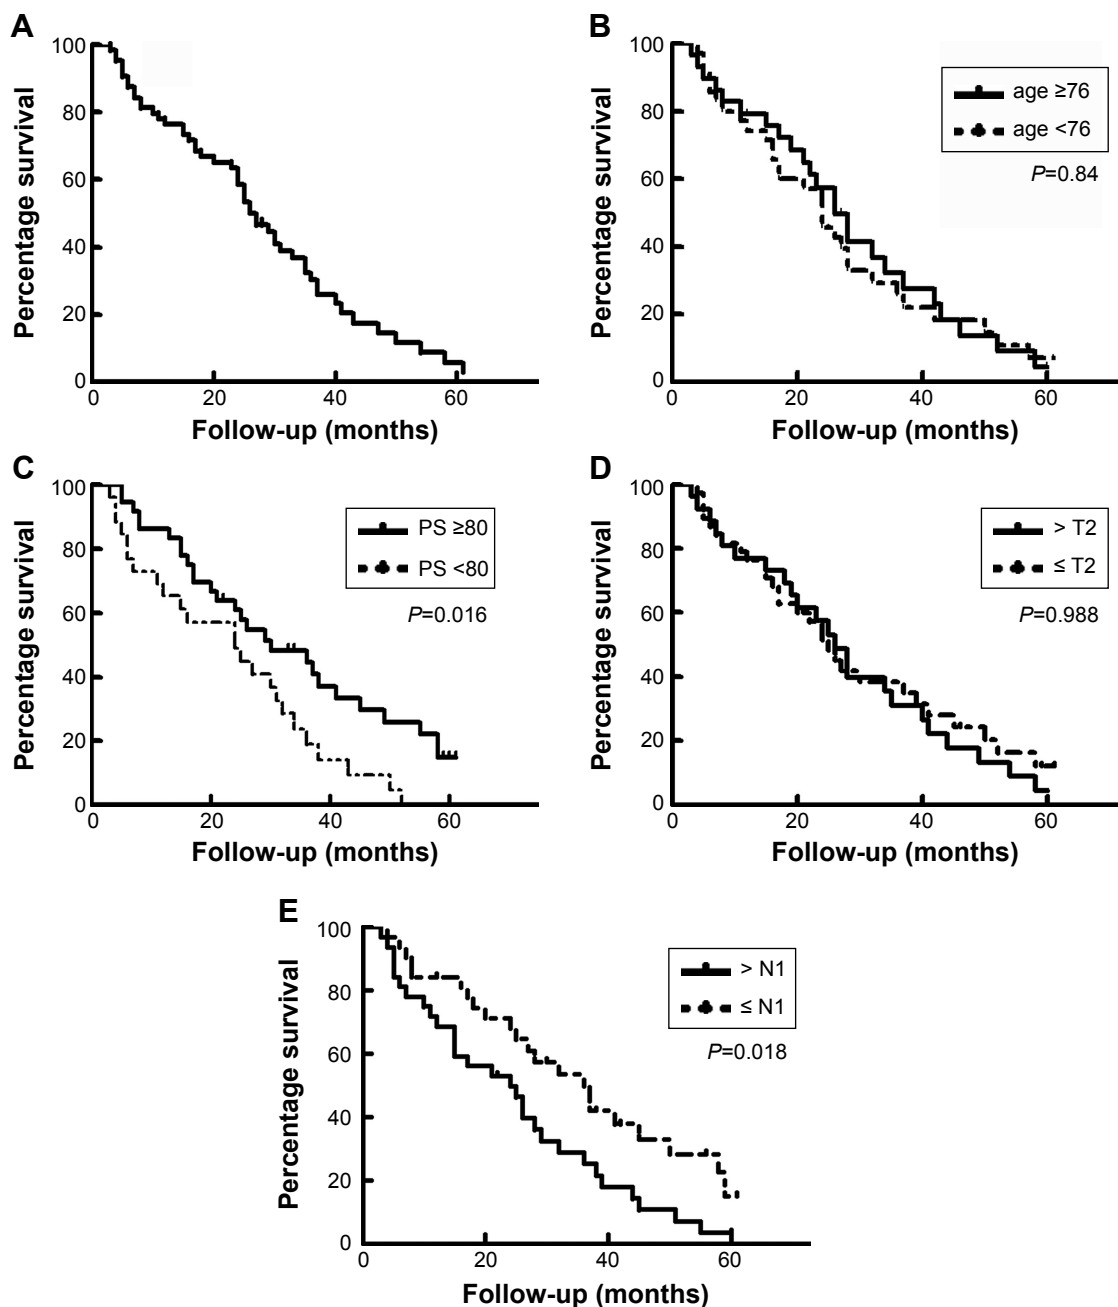 A
Percentage survival
100
80
60
40
20
0
0 20 40 60
Follow-up (months)
B
Percentage survival
100
80
60
40
20
0
0 20 40 60
Follow-up (months)
age ≥76
age <76
P=0.84
C
Percentage survival
100
80
60
40
20
0
0 20 40 60
Follow-up (months)
PS ≥80
PS <80
P=0.016
D
Percentage survival
100
80
60
40
20
0
0 20 40 60
Follow-up (months)
> T2
≤ T2
P=0.988
E
Percentage survival
100
80
60
40
20
0
0 20 40 60
Follow-up (months)
> N1
≤ N1
P=0.018